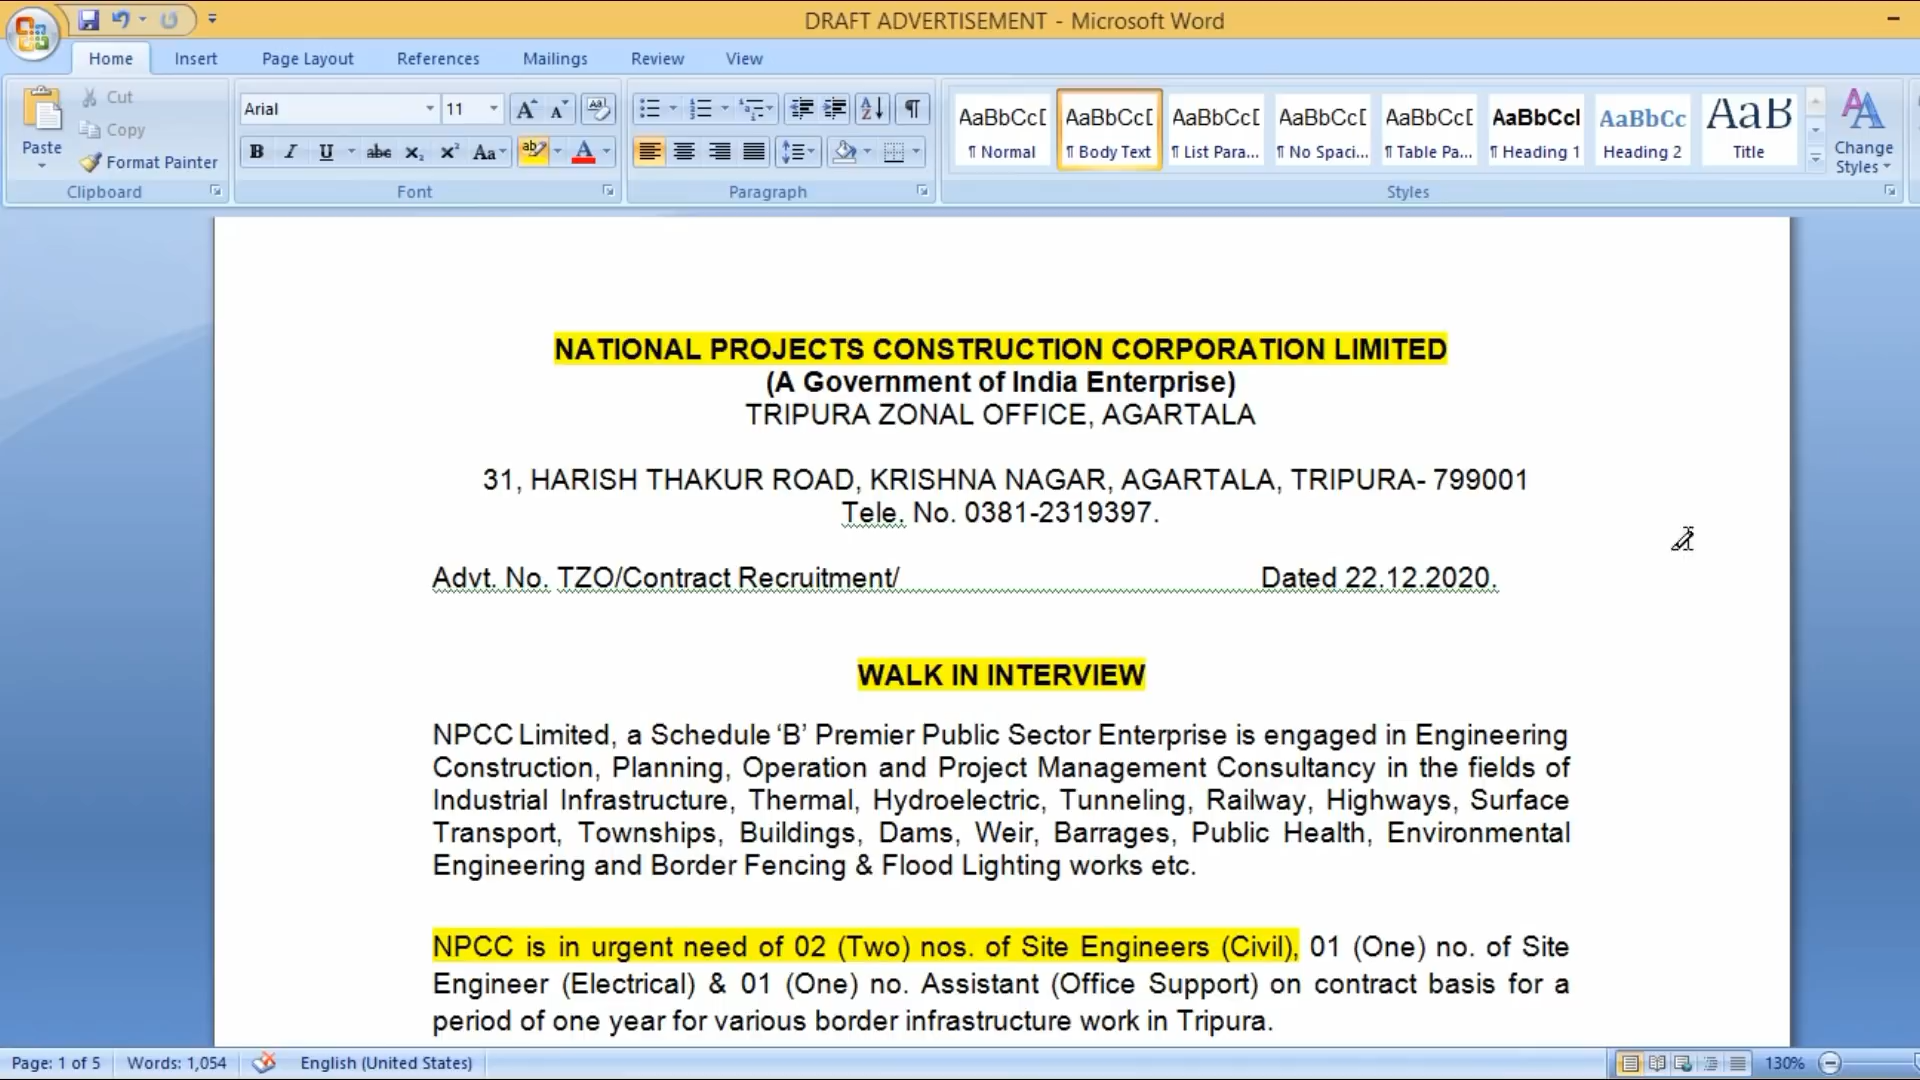 DRAFT ADVERTISEMENT - Microsoft Word
Home Insert Page Layout References Mailings Review View
Paste
Cut
Copy
Format Painter
Clipboard
Arial 11
Font
Paragraph
AaBbCcD AaBbCcD AaBbCcD AaBbCcD AaBbCcD AaBbCcI AaBbCc AaB
¶ Normal ¶ Body Text ¶ List Para... ¶ No Spaci... ¶ Table Pa... ¶ Heading 1 Heading 2 Title
Change Styles
Styles
NATIONAL PROJECTS CONSTRUCTION CORPORATION LIMITED
(A Government of India Enterprise)
TRIPURA ZONAL OFFICE, AGARTALA
31, HARISH THAKUR ROAD, KRISHNA NAGAR, AGARTALA, TRIPURA- 799001
Tele. No. 0381-2319397.
Advt. No. TZO/Contract Recruitment/ Dated 22.12.2020.
WALK IN INTERVIEW
NPCC Limited, a Schedule ‘B’ Premier Public Sector Enterprise is engaged in Engineering
Construction, Planning, Operation and Project Management Consultancy in the fields of
Industrial Infrastructure, Thermal, Hydroelectric, Tunneling, Railway, Highways, Surface
Transport, Townships, Buildings, Dams, Weir, Barrages, Public Health, Environmental
Engineering and Border Fencing & Flood Lighting works etc.
NPCC is in urgent need of 02 (Two) nos. of Site Engineers (Civil), 01 (One) no. of Site
Engineer (Electrical) & 01 (One) no. Assistant (Office Support) on contract basis for a
period of one year for various border infrastructure work in Tripura.
Page: 1 of 5 Words: 1,054 English (United States) 130%